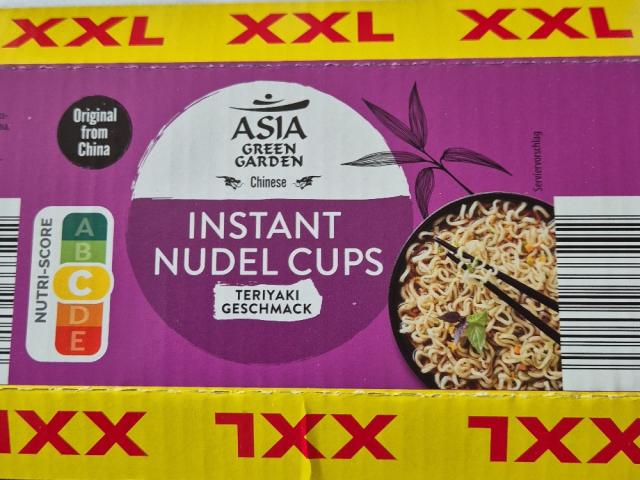 XXL XXL XXL
Original
from
China
ASIA
GREEN
GARDEN
Chinese
INSTANT
NUDEL CUPS
TERIYAKI
GESCHMACK
Serviervorschlag
NUTRI-SCORE
A
B
C
D
E
XXL XXL XXL